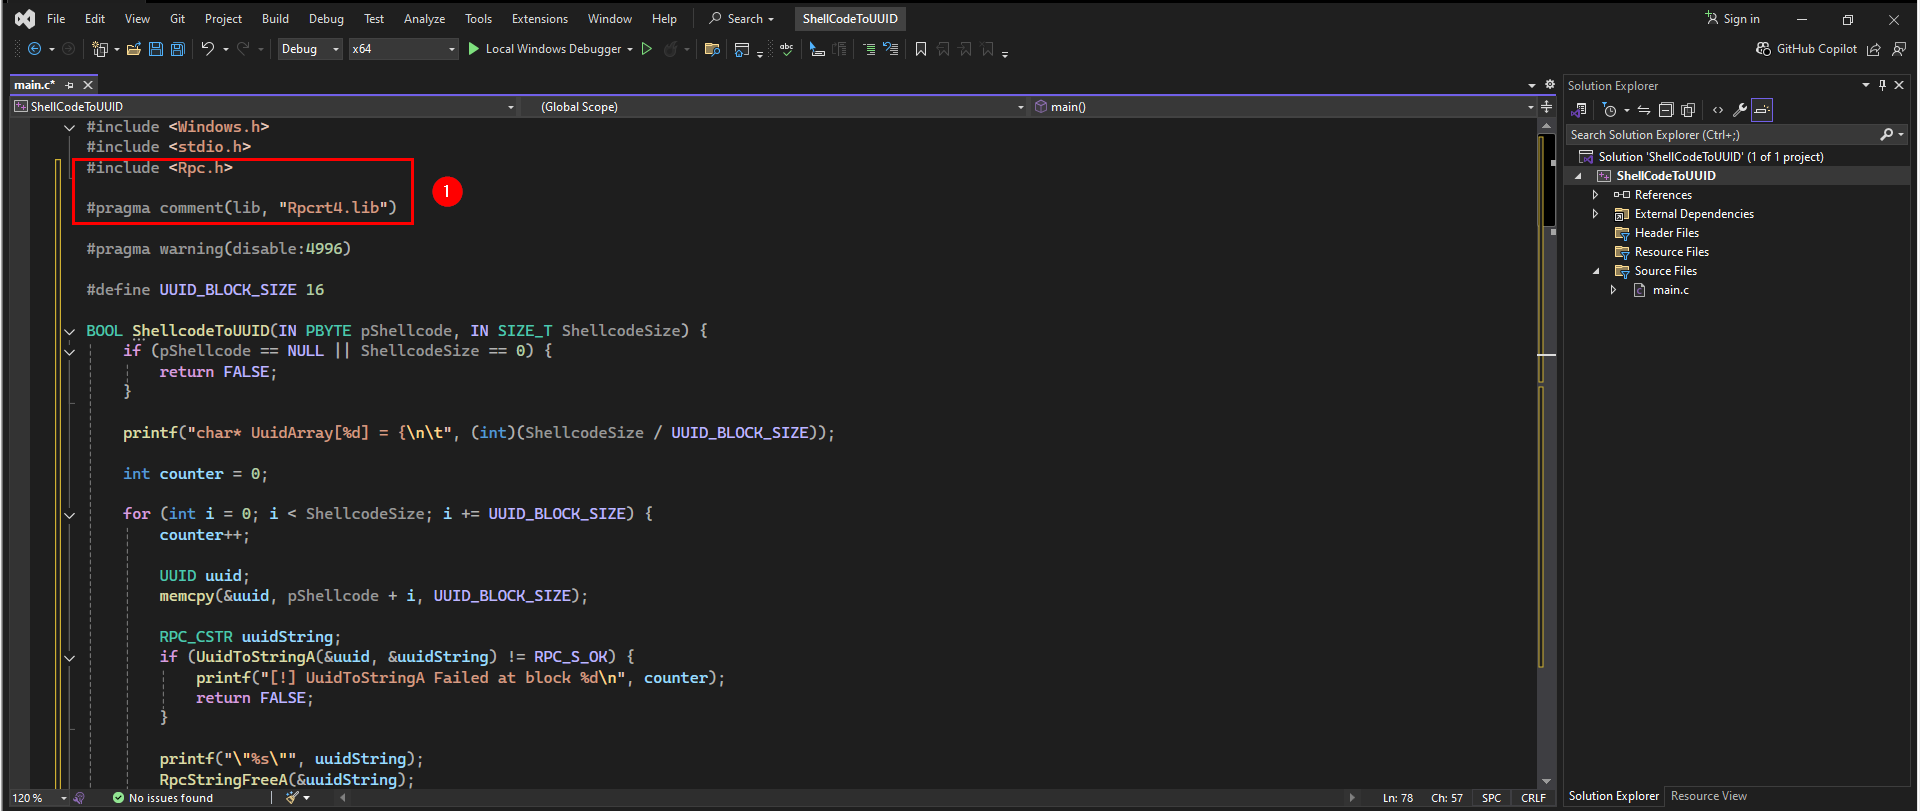 File Edit View Git Project Build Debug Test Analyze Tools Extensions Window Help Search ShellCodeToUUID Sign in
Debug x64 Local Windows Debugger abc GitHub Copilot
main.c*
ShellCodeToUUID (Global Scope) main()
#include <Windows.h>
#include <stdio.h>
#include <Rpc.h>
1
#pragma comment(lib, "Rpcrt4.lib")
#pragma warning(disable:4996)
#define UUID_BLOCK_SIZE 16
BOOL ShellcodeToUUID(IN PBYTE pShellcode, IN SIZE_T ShellcodeSize) {
if (pShellcode == NULL || ShellcodeSize == 0) {
return FALSE;
}
printf("char* UuidArray[%d] = {\n\t", (int)(ShellcodeSize / UUID_BLOCK_SIZE));
int counter = 0;
for (int i = 0; i < ShellcodeSize; i += UUID_BLOCK_SIZE) {
counter++;
UUID uuid;
memcpy(&uuid, pShellcode + i, UUID_BLOCK_SIZE);
RPC_CSTR uuidString;
if (UuidToStringA(&uuid, &uuidString) != RPC_S_OK) {
printf("[!] UuidToStringA Failed at block %d\n", counter);
return FALSE;
}
printf("\"%s\"", uuidString);
RpcStringFreeA(&uuidString);
120 % No issues found Ln: 78 Ch: 57 SPC CRLF
Solution Explorer
Search Solution Explorer (Ctrl+;)
Solution 'ShellCodeToUUID' (1 of 1 project)
ShellCodeToUUID
References
External Dependencies
Header Files
Resource Files
Source Files
main.c
Solution Explorer Resource View